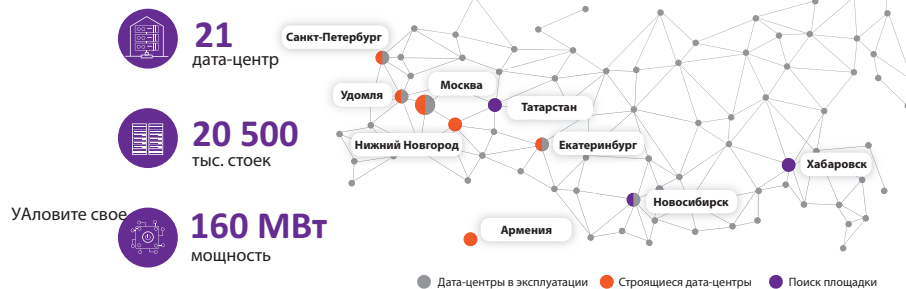 21
дата-центр
20 500
тыс. стоек
УАловите свое
160 МВт
мощность
Санкт-Петербург
Удомля
Москва
Татарстан
Нижний Новгород
Екатеринбург
Хабаровск
Новосибирск
Армения
Дата-центры в эксплуатации
Строящиеся дата-центры
Поиск площадки